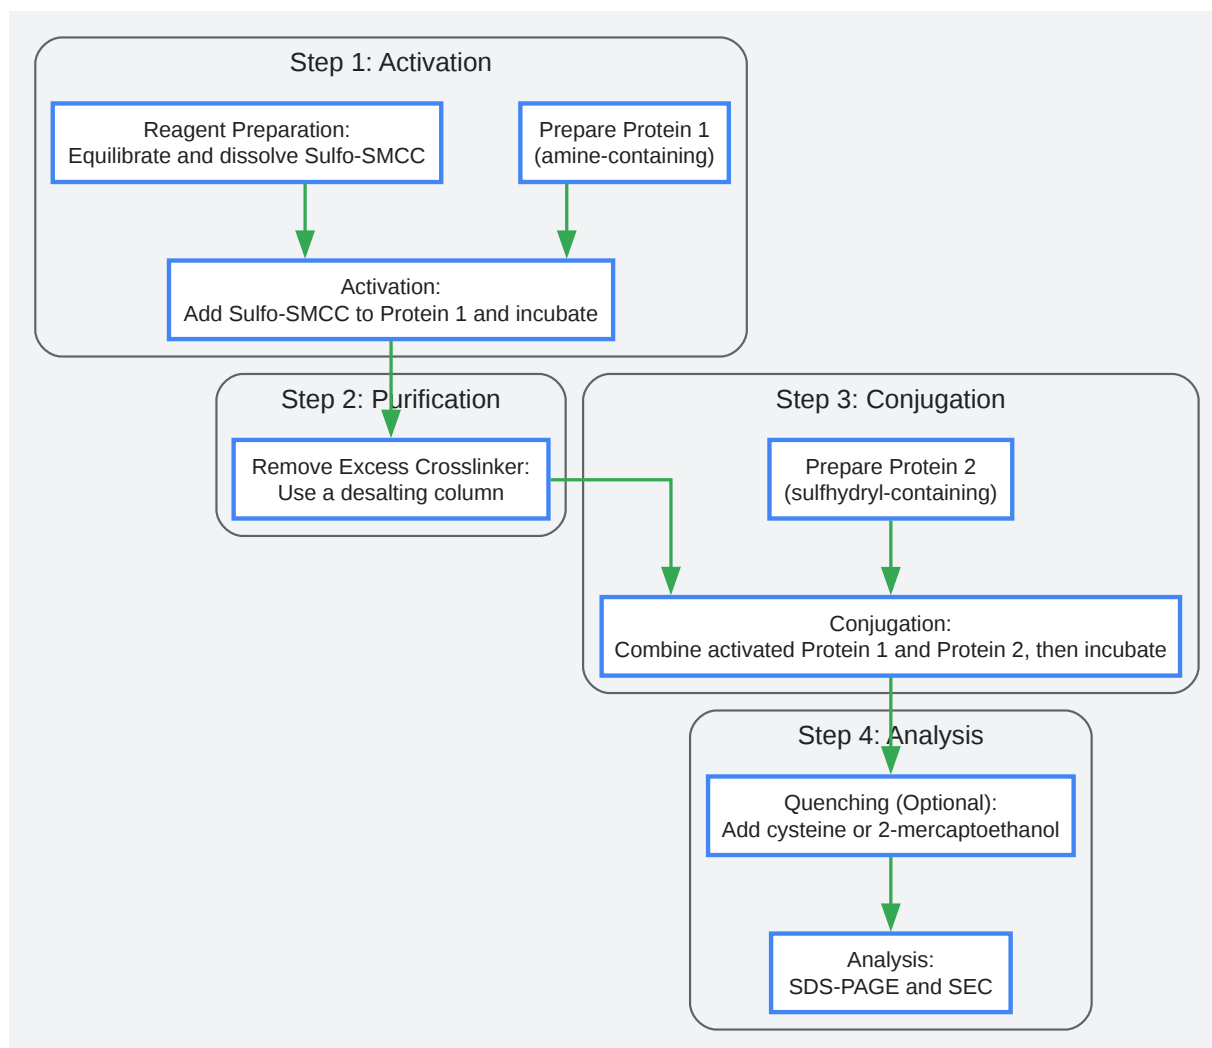 Step 1: Activation
Reagent Preparation:
Equilibrate and dissolve Sulfo-SMCC
Prepare Protein 1
(amine-containing)
Activation:
Add Sulfo-SMCC to Protein 1 and incubate
Step 2: Purification
Remove Excess Crosslinker:
Use a desalting column
Step 3: Conjugation
Prepare Protein 2
(sulfhydryl-containing)
Conjugation:
Combine activated Protein 1 and Protein 2, then incubate
Step 4: Analysis
Quenching (Optional):
Add cysteine or 2-mercaptoethanol
Analysis:
SDS-PAGE and SEC